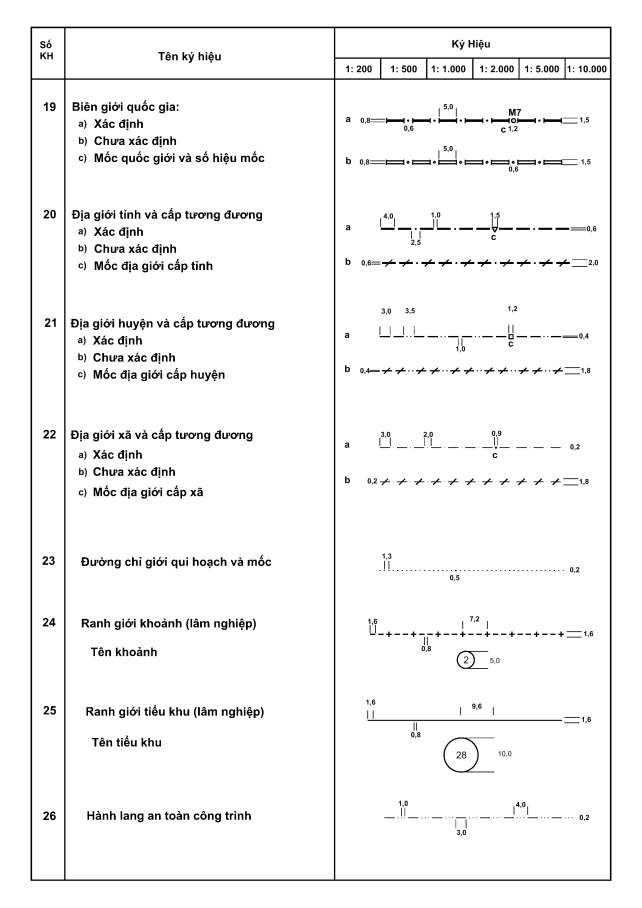 Số KH
Tên ký hiệu
Ký Hiệu
1: 200 1: 500 1: 1.000 1: 2.000 1: 5.000 1: 10.000
19 Biên giới quốc gia:
a) Xác định
b) Chưa xác định
c) Mốc quốc gia và số hiệu mốc
5,0
M7
a 0,8 1,5
0,6 c 1,2
5,0
b 0,8 1,5
0,6
20 Địa giới tỉnh và cấp tương đương
a) Xác định
b) Chưa xác định
c) Mốc địa giới cấp tỉnh
4,0 1,0 1,5
a 0,6
2,5 c
b 0,6 2,0
21 Địa giới huyện và cấp tương đương
a) Xác định
b) Chưa xác định
c) Mốc địa giới cấp huyện
3,0 3,5 1,2
a 0,4
1,0 c
b 0,4 1,8
22 Địa giới xã và cấp tương đương
a) Xác định
b) Chưa xác định
c) Mốc địa giới cấp xã
3,0 2,0 0,9
a 0,2
c
b 0,2 1,8
23 Đường chỉ giới qui hoạch và mốc
1,3
0,2
0,5
24 Ranh giới khoảnh (lâm nghiệp)
Tên khoảnh
1,6 7,2
1,6
0,8
2 5,0
25 Ranh giới tiểu khu (lâm nghiệp)
Tên tiểu khu
1,6 9,6
1,6
0,8
28 10,0
26 Hành lang an toàn công trình
1,0 4,0
0,2
3,0